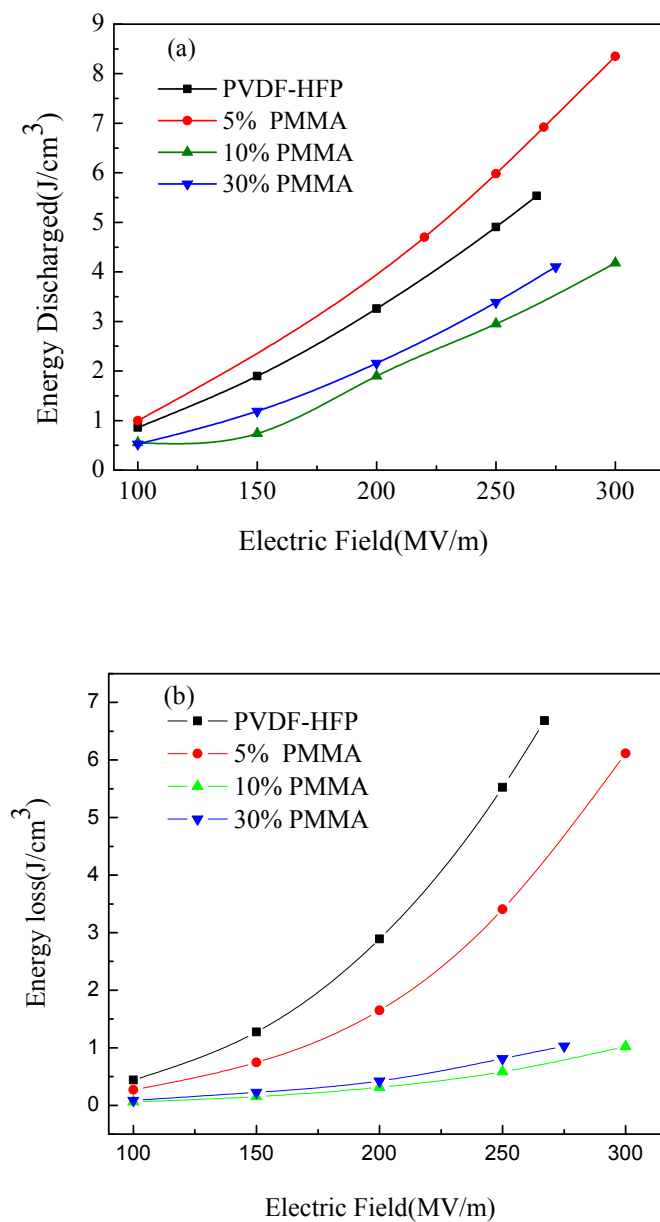 (a)
PVDF-HFP
5%  PMMA
10% PMMA
30% PMMA
9
8
7
6
5
4
3
2
1
0
Energy Discharged(J/cm³)
100 150 200 250 300
Electric Field(MV/m)
(b)
PVDF-HFP
5%  PMMA
10% PMMA
30% PMMA
7
6
5
4
3
2
1
0
Energy loss(J/cm³)
100 150 200 250 300
Electric Field(MV/m)